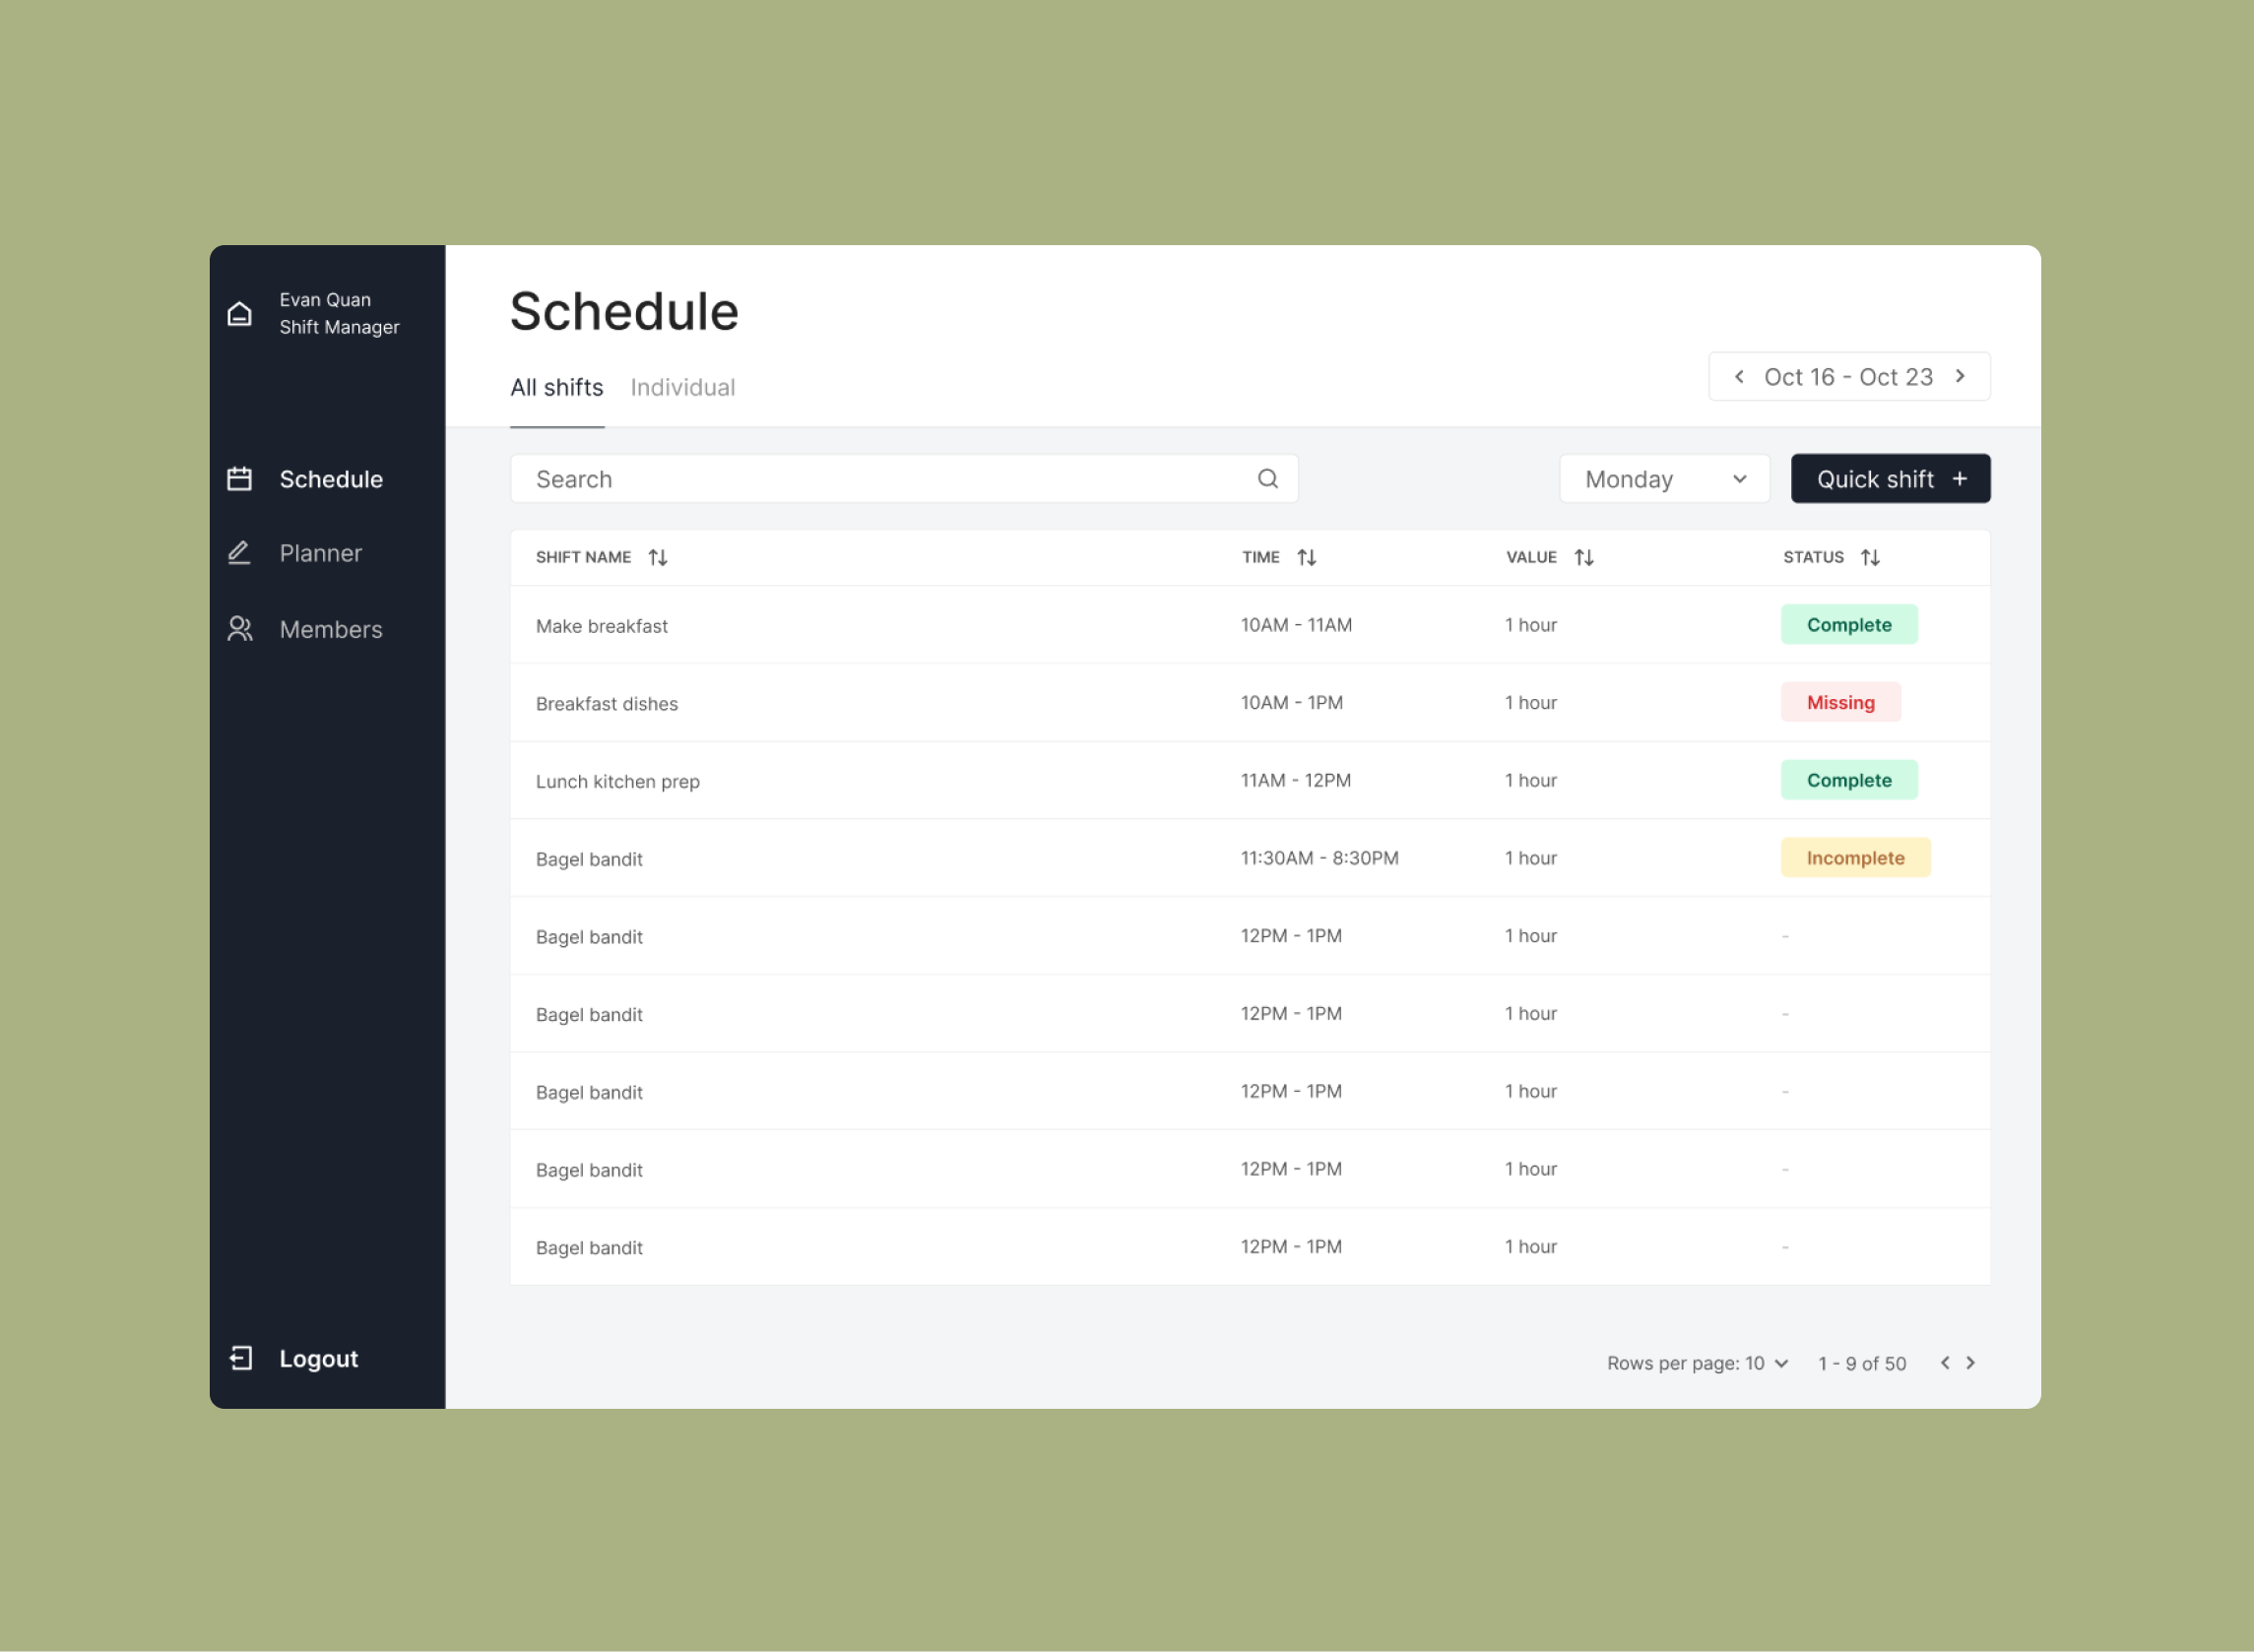 Evan Quan
Shift Manager
Schedule
Planner
Members
Logout
Schedule
All shifts Individual
Oct 16 - Oct 23
Search
Monday
Quick shift +
SHIFT NAME TIME VALUE STATUS
Make breakfast 10AM - 11AM 1 hour Complete
Breakfast dishes 10AM - 1PM 1 hour Missing
Lunch kitchen prep 11AM - 12PM 1 hour Complete
Bagel bandit 11:30AM - 8:30PM 1 hour Incomplete
Bagel bandit 12PM - 1PM 1 hour -
Bagel bandit 12PM - 1PM 1 hour -
Bagel bandit 12PM - 1PM 1 hour -
Bagel bandit 12PM - 1PM 1 hour -
Bagel bandit 12PM - 1PM 1 hour -
Rows per page: 10 1 - 9 of 50